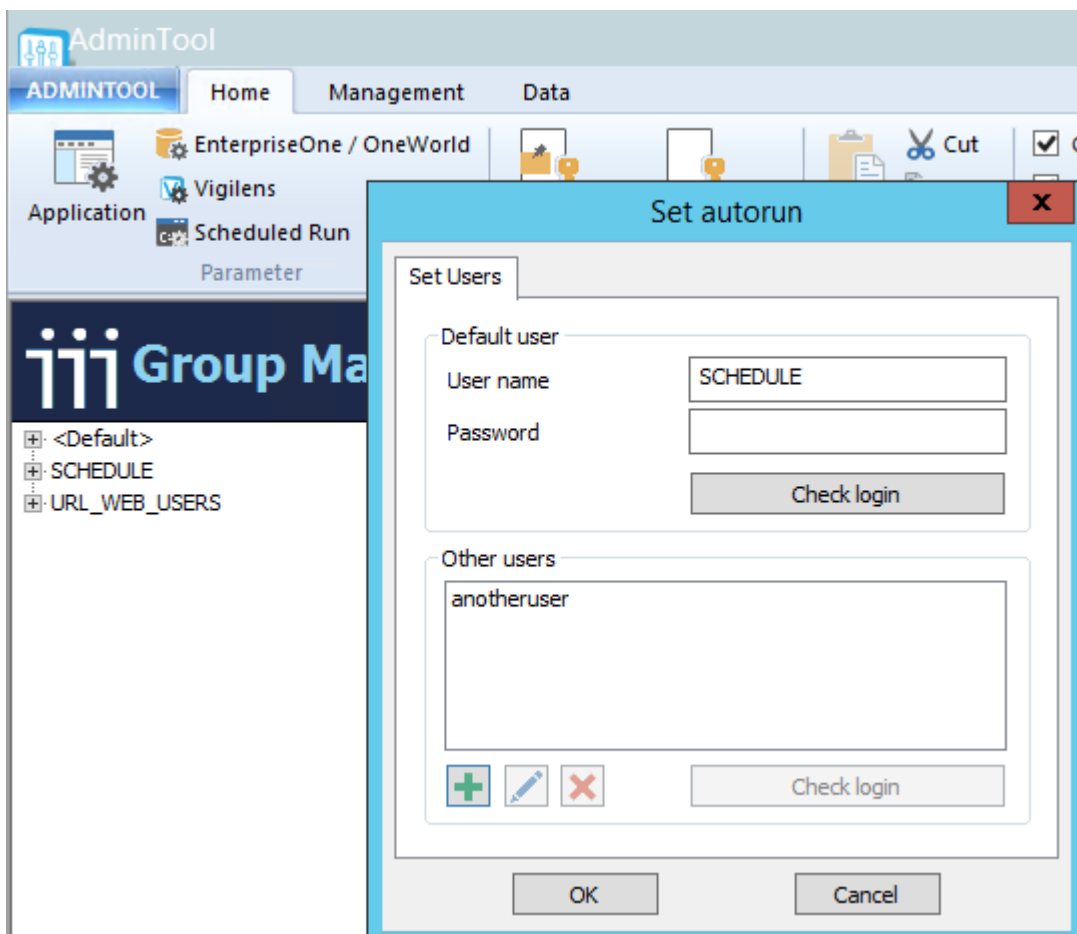 AdminTool
ADMINTOOL Home Management Data
EnterpriseOne / OneWorld
Cut
Vigilens
Application
Scheduled Run
Parameter
Set autorun
x
Set Users
Group Ma
Default user
User name SCHEDULE
Password
<Default>
SCHEDULE
URL_WEB_USERS
Check login
Other users
anotheruser
Check login
OK Cancel